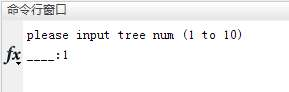 命令行窗口
please input tree num (1 to 10)
fx ____:1